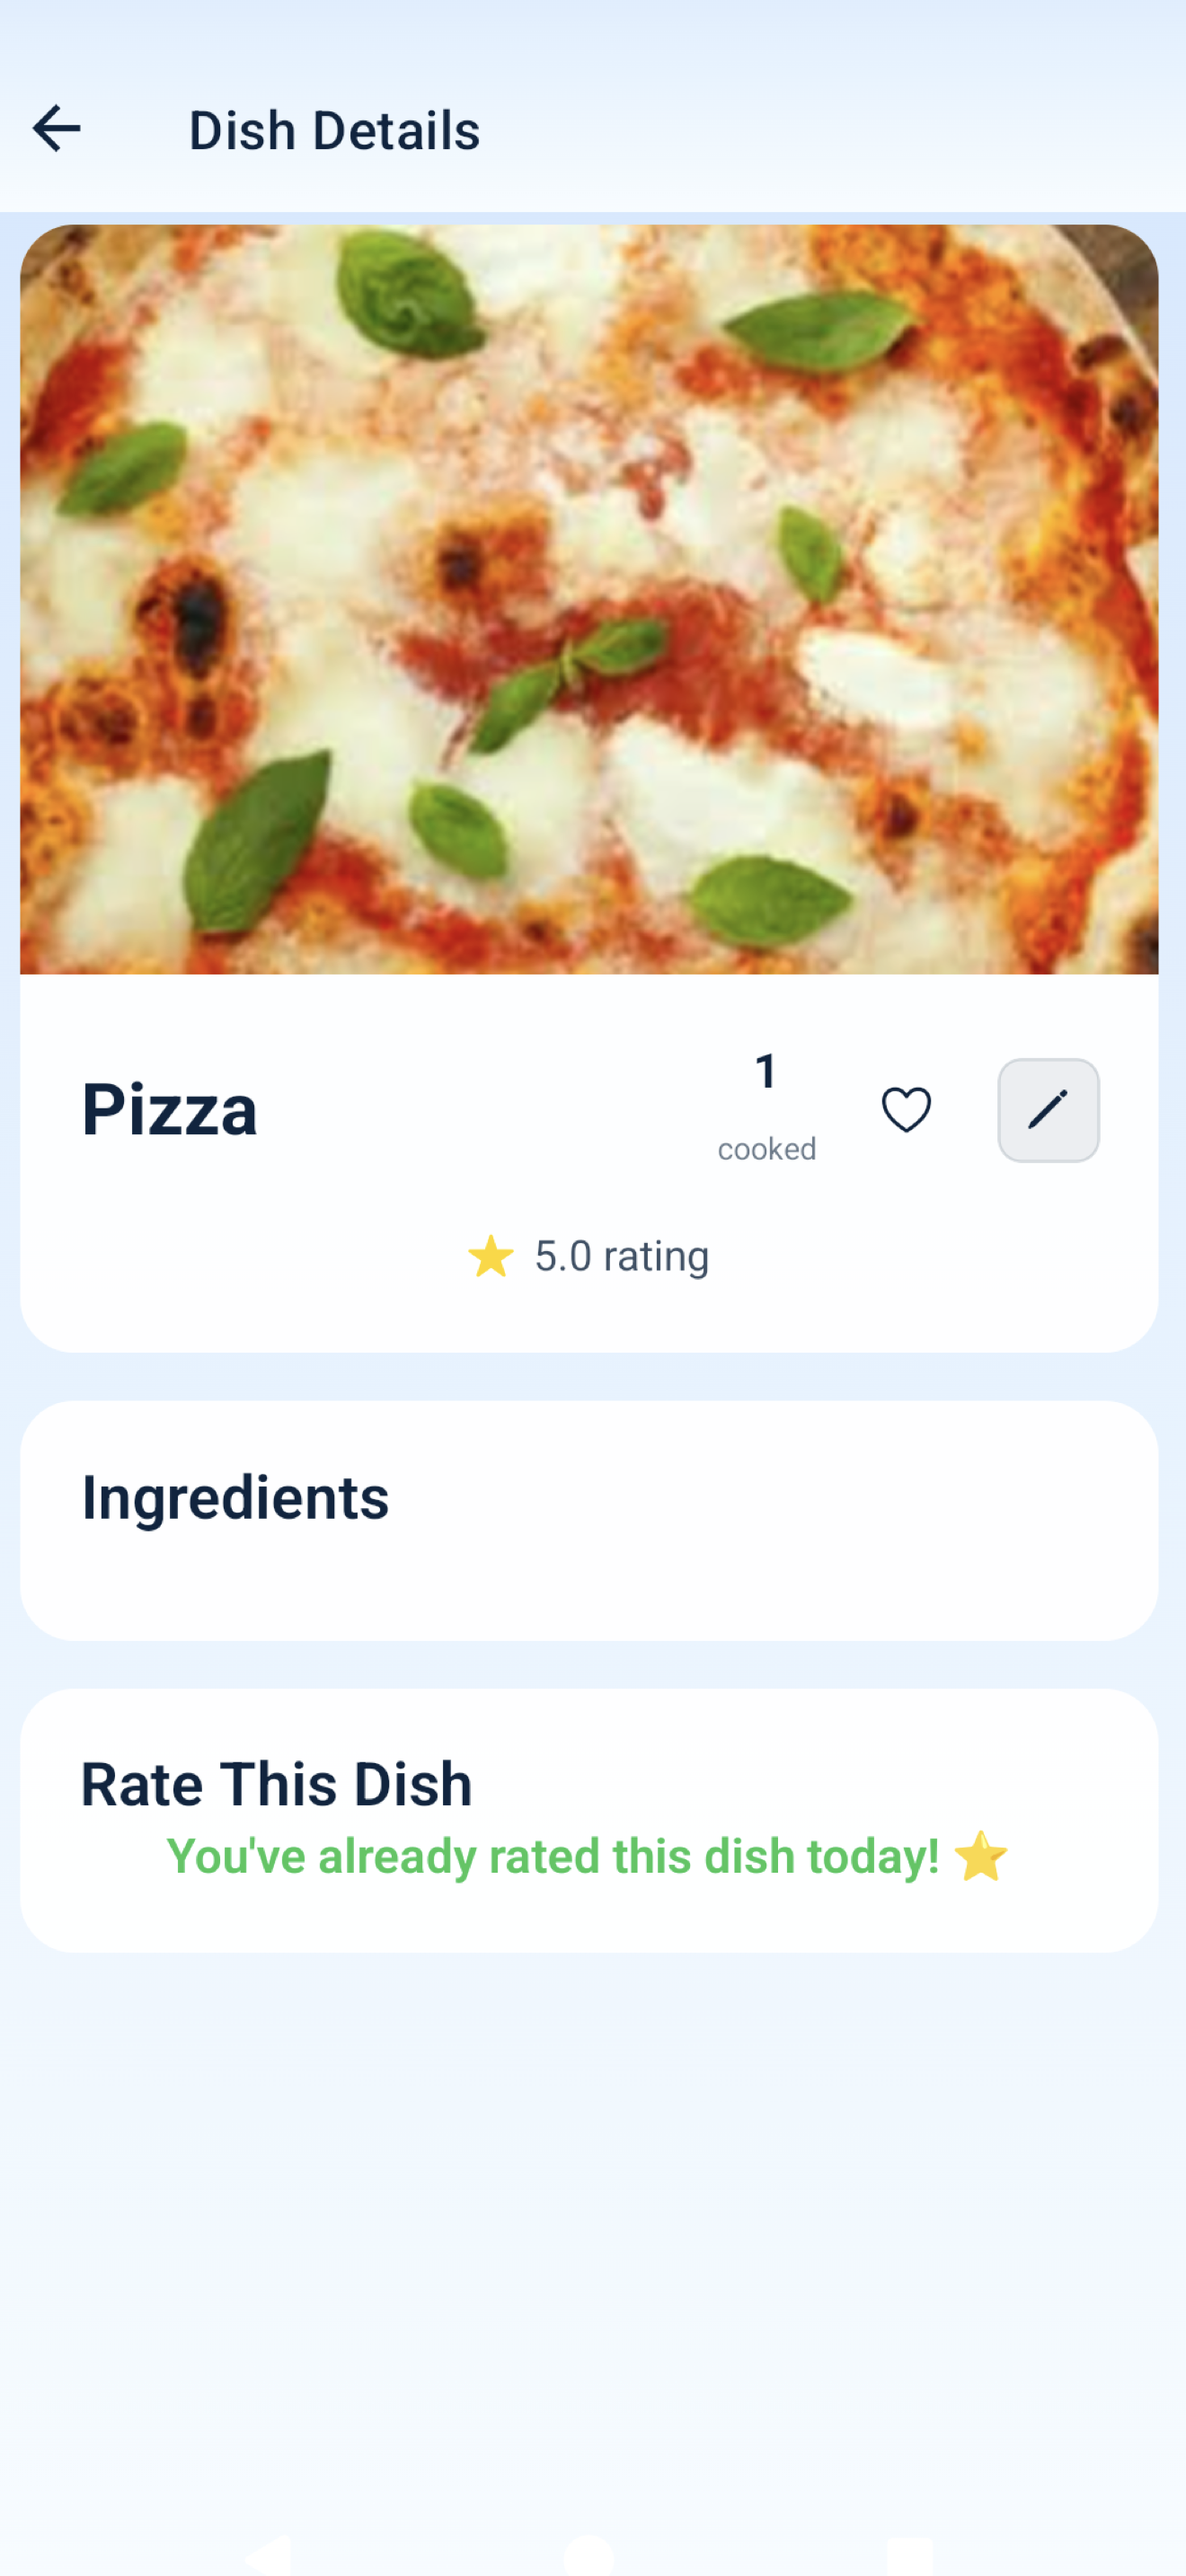 Dish Details
Pizza
1
cooked
5.0 rating
Ingredients
Rate This Dish
You've already rated this dish today! ⭐